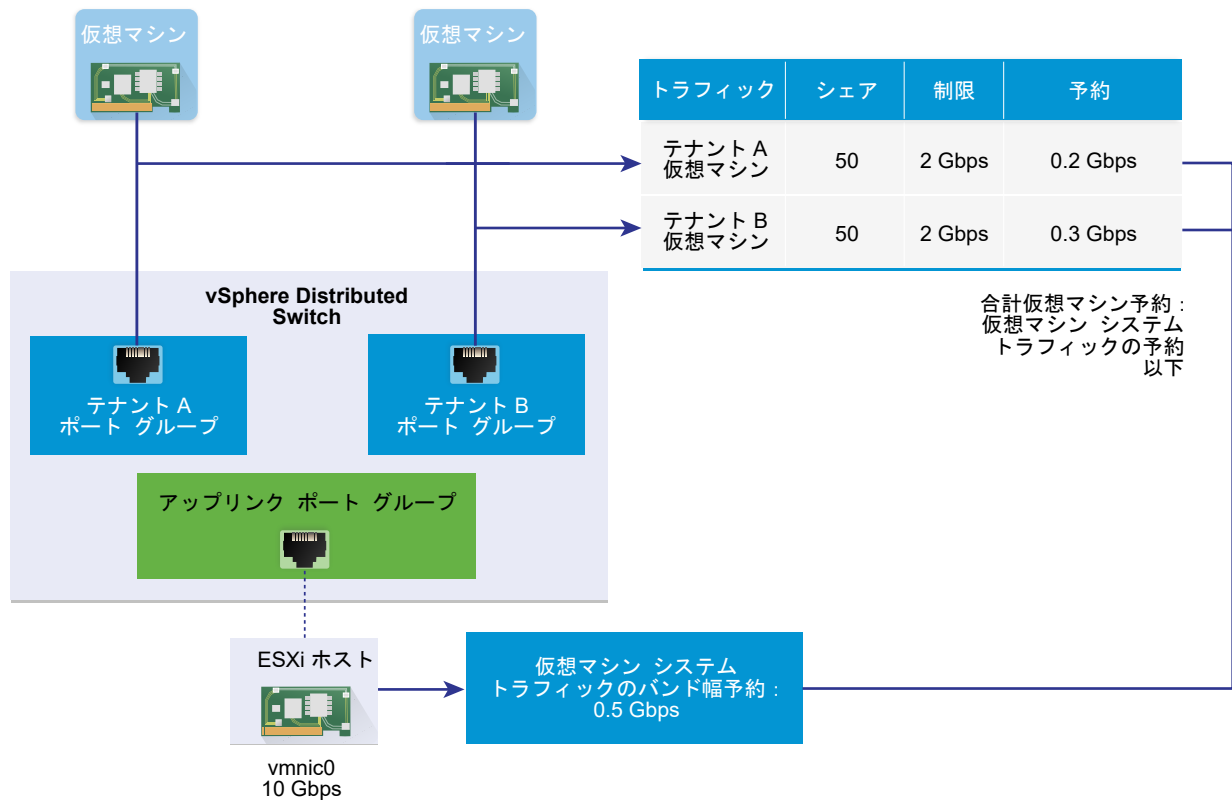 仮想マシン
仮想マシン
トラフィック シェア 制限 予約
テナント A
仮想マシン
50 2 Gbps 0.2 Gbps
テナント B
仮想マシン
50 2 Gbps 0.3 Gbps
合計仮想マシン予約 :
仮想マシン システム
トラフィックの予約
以下
vSphere Distributed
Switch
テナント A
ポート グループ
テナント B
ポート グループ
アップリンク ポート グループ
ESXi ホスト
vmnic0
10 Gbps
仮想マシン システム
トラフィックのバンド幅予約 :
0.5 Gbps